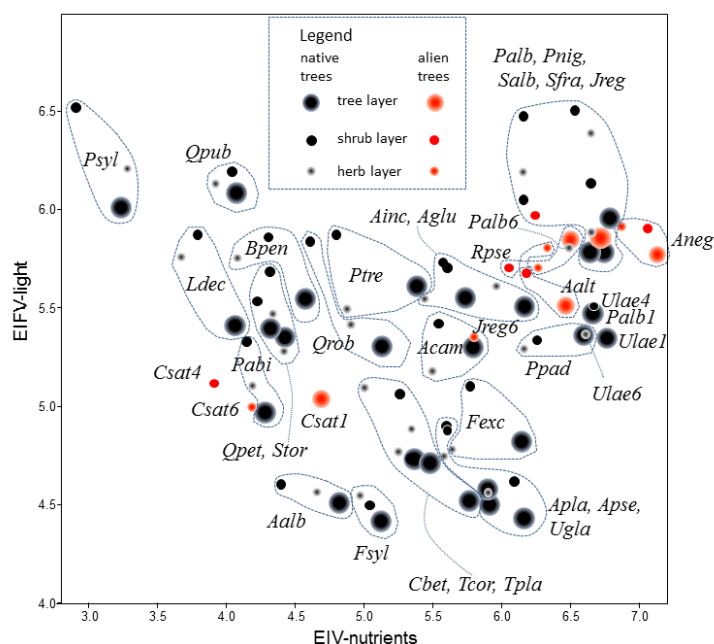 Legend
native trees
alien trees
tree layer
shrub layer
herb layer
Palb, Pnig,
Salb, Sfra, Jreg
Psyl
Qpub
Ainc, Aglu
Palb6
Aneg
Bpen
Rpse
Ptre
Ldec
Aalt
Ulae4
Palb1
Jreg6
Ulae1
Qrob
Acam
Pabi
Ppad
Csat4
Ulae6
Csat6
Csat1
Fexc
Qpet, Stor
Apla, Apse,
Ugla
Aalb
Fsyl
Cbet, Tcor, Tpla
EIFV-light
6.5
6.0
5.5
5.0
4.5
4.0
3.0 3.5 4.0 4.5 5.0 5.5 6.0 6.5 7.0
EIV-nutrients